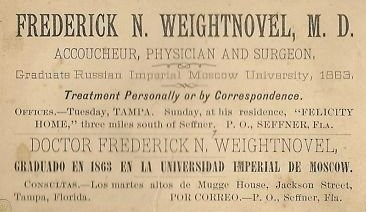 FREDERICK N. WEIGHTNOVEL, M. D.
ACCOUCHEUR, PHYSICIAN AND SURGEON,
Graduate Russian Imperial Moscow University, 1863.
Treatment Personally or by Correspondence.
OFFICES.—Tuesday, TAMPA. Sunday, at his residence, "FELICITY
HOME," three miles south of Seffner, P. O., SEFFNER, FLA.
DOCTOR FREDERICK N. WEIGHTNOVEL,
GRADUADO EN 1863 EN LA UNIVERSIDAD IMPERIAL DE MOSCOW.
CONSULTAS.—Los martes altos de Mugge House, Jackson Street,
Tampa, Florida. POR CORREO.—P. O., Seffner, Fla.